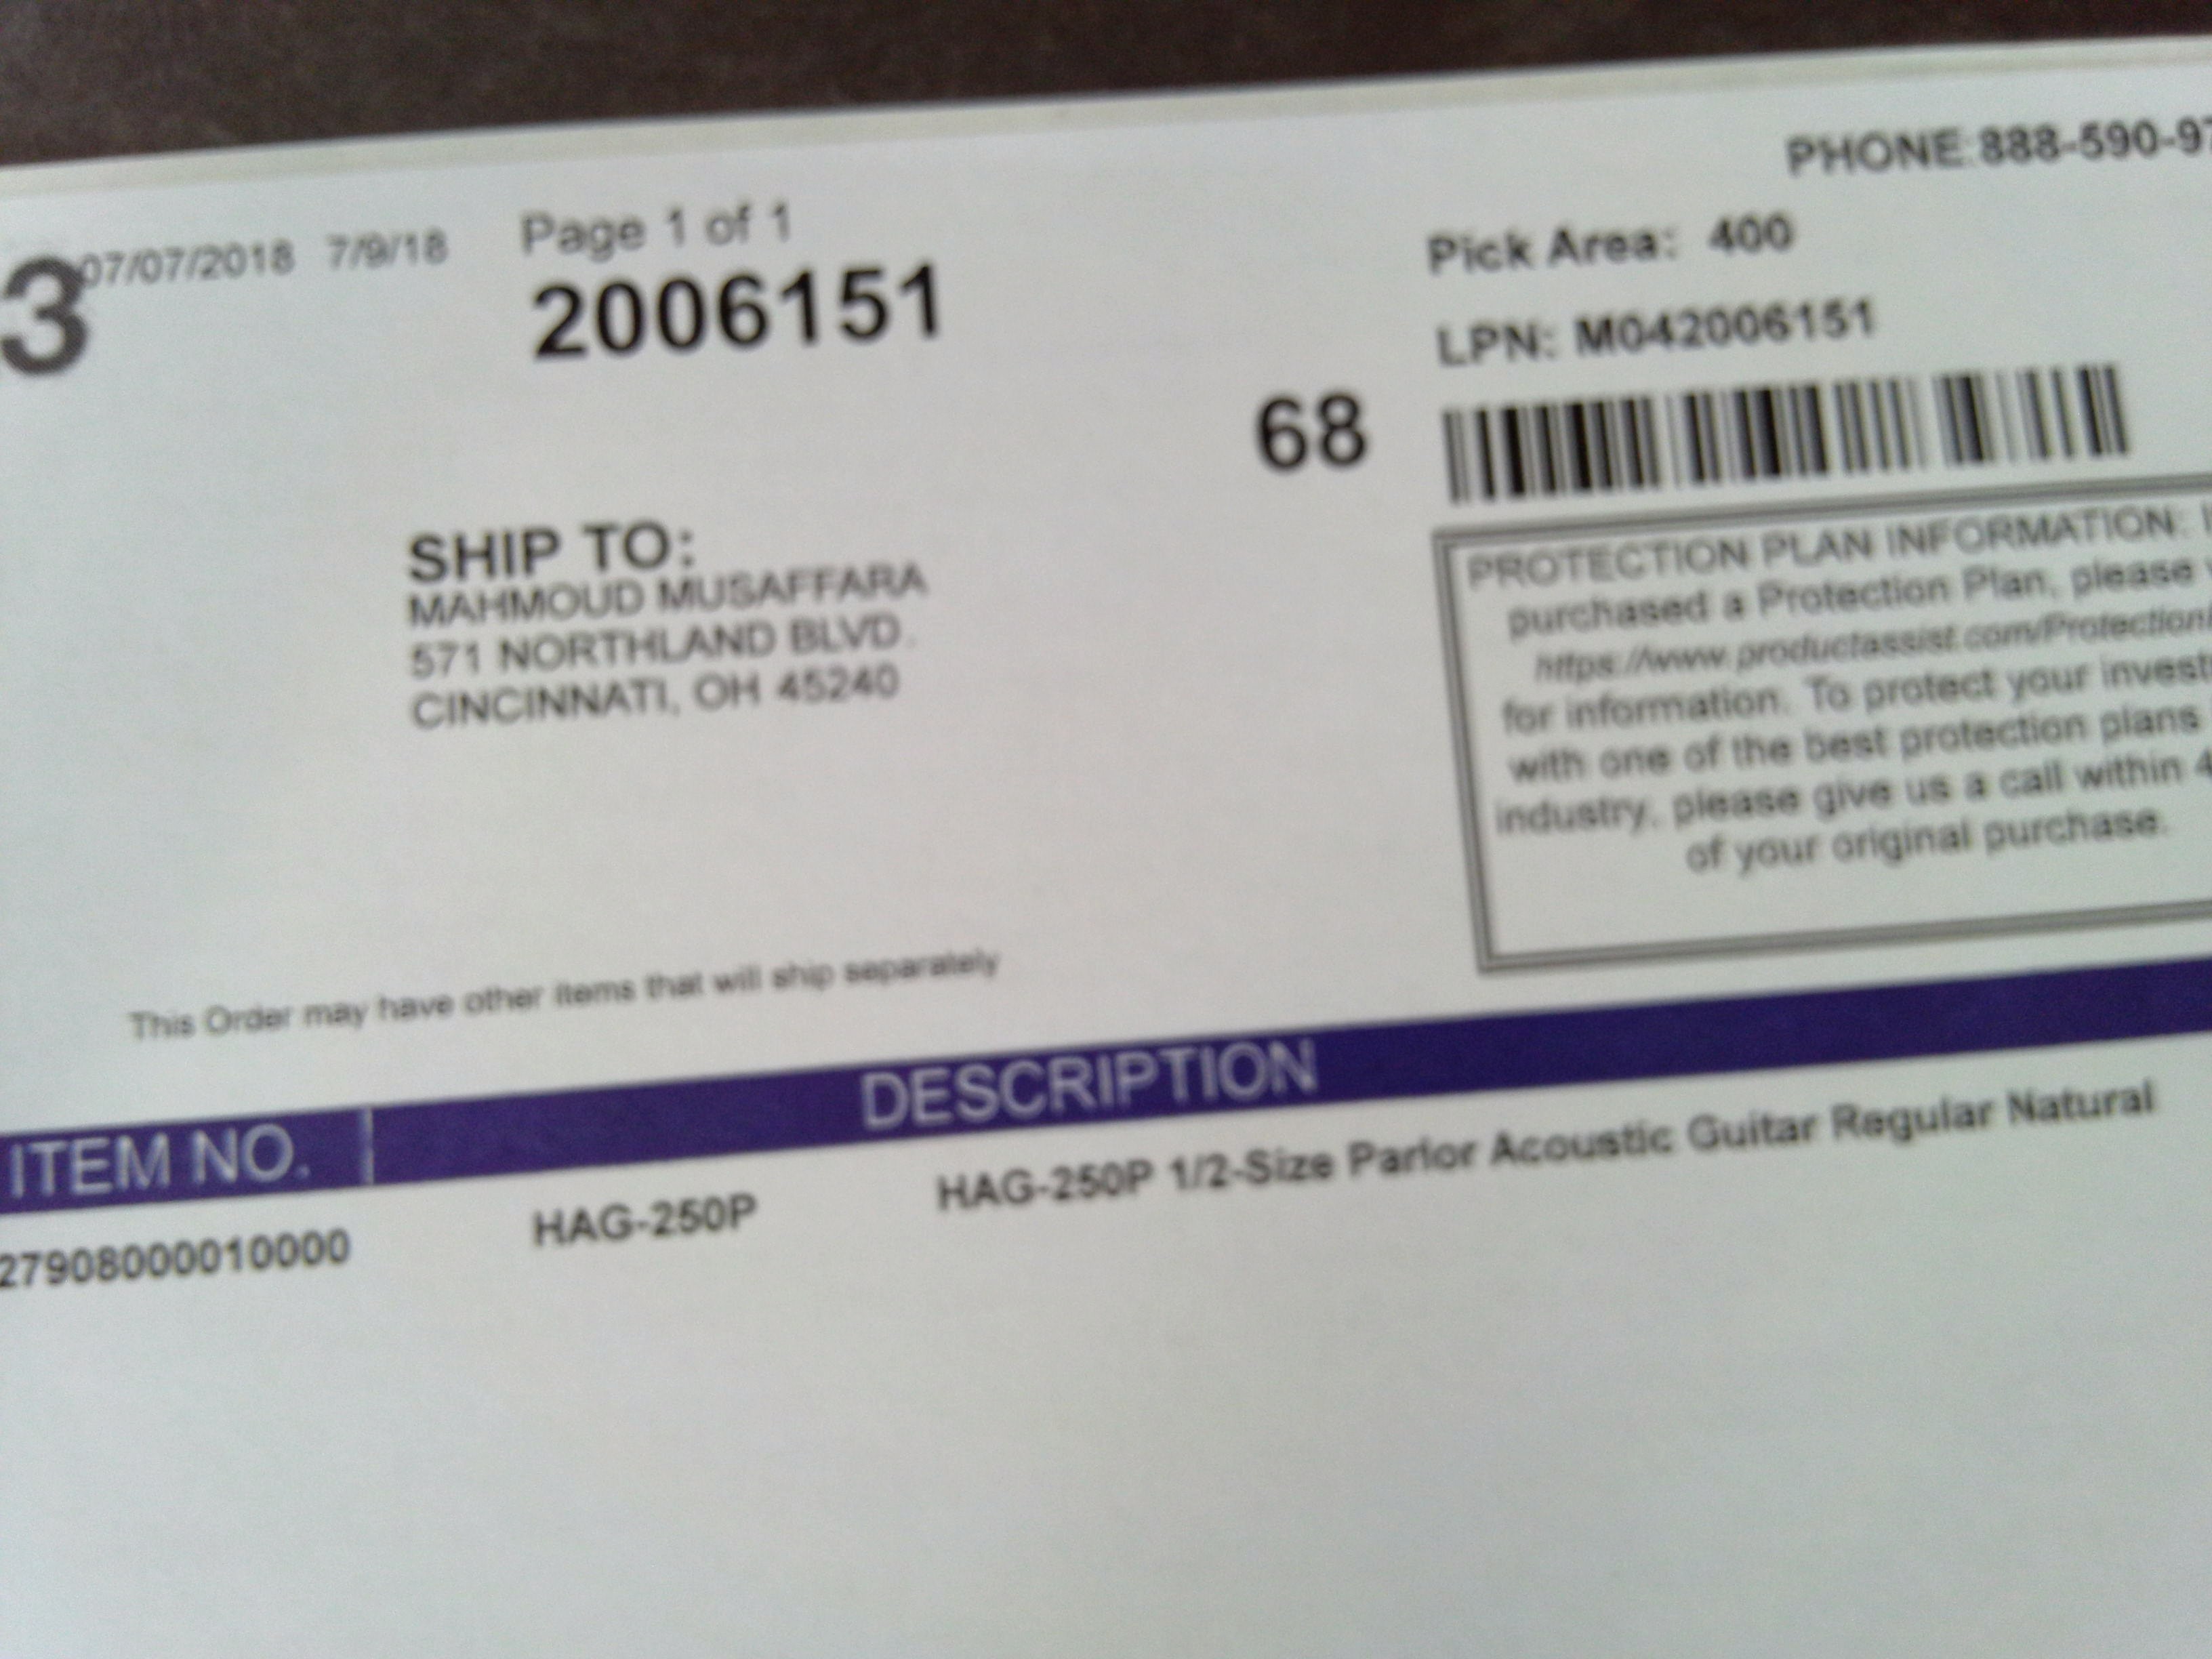 PHONE:888-590-97
3
07/07/2018 7/9/18
Page 1 of 1
2006151
Pick Area: 400
LPN: M042006151
68
SHIP TO:
MAHMOUD MUSAFFARA
571 NORTHLAND BLVD.
CINCINNATI, OH 45240
PROTECTION PLAN INFORMATION:
purchased a Protection Plan, please
https://www.productassist.com/Protection
for information. To protect your invest
with one of the best protection plans
industry, please give us a call within 4
of your original purchase.
This Order may have other items that will ship separately
ITEM NO. DESCRIPTION
27908000010000 HAG-250P HAG-250P 1/2-Size Parlor Acoustic Guitar Regular Natural